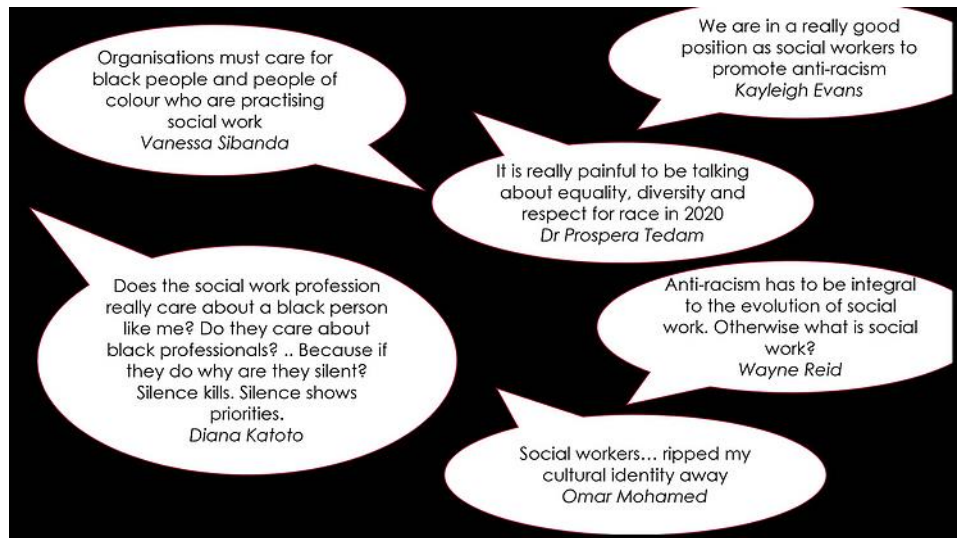 Organisations must care for
black people and people of
colour who are practising
social work
Vanessa Sibanda
We are in a really good
position as social workers to
promote anti-racism
Kayleigh Evans
It is really painful to be talking
about equality, diversity and
respect for race in 2020
Dr Prospera Tedam
Does the social work profession
really care about a black person
like me? Do they care about
black professionals? .. Because if
they do why are they silent?
Silence kills. Silence shows
priorities.
Diana Katoto
Anti-racism has to be integral
to the evolution of social
work. Otherwise what is social
work?
Wayne Reid
Social workers... ripped my
cultural identity away
Omar Mohamed